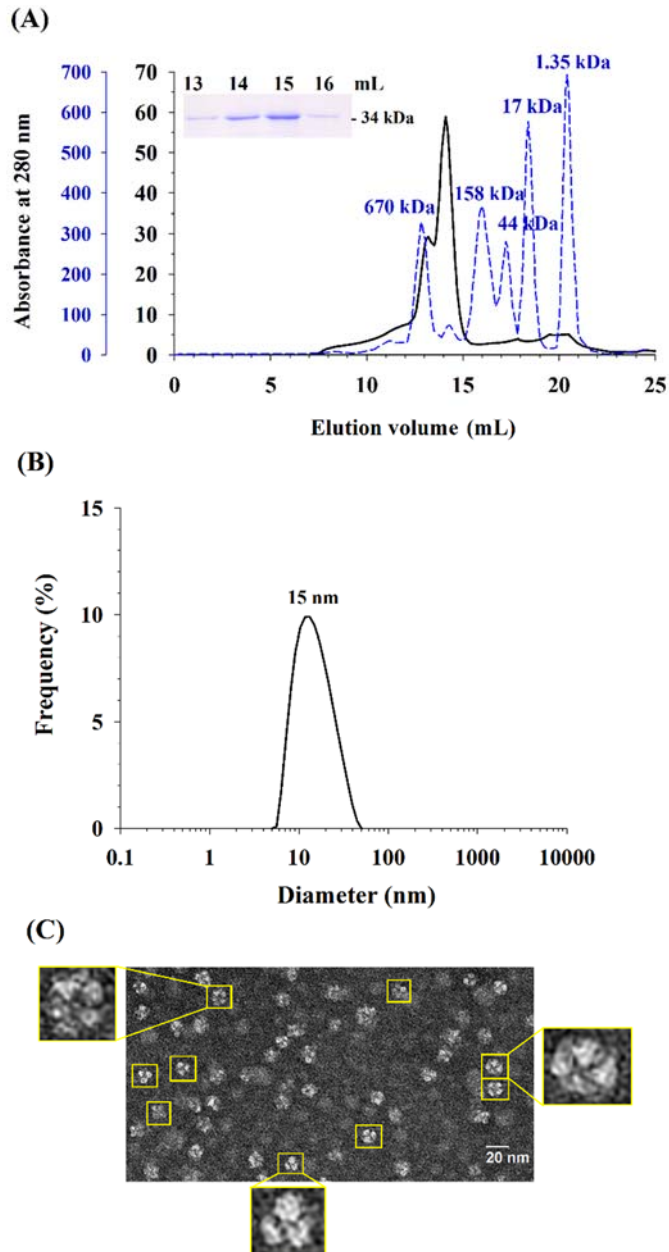 (A)
13 14 15 16 mL
- 34 kDa
670 kDa
158 kDa
44 kDa
17 kDa
1.35 kDa
Absorbance at 280 nm
700
600
500
400
300
200
100
0
70
60
50
40
30
20
10
0
0 5 10 15 20 25
Elution volume (mL)
(B)
15 nm
Frequency (%)
15
10
5
0
0.1 1 10 100 1000 10000
Diameter (nm)
(C)
20 nm